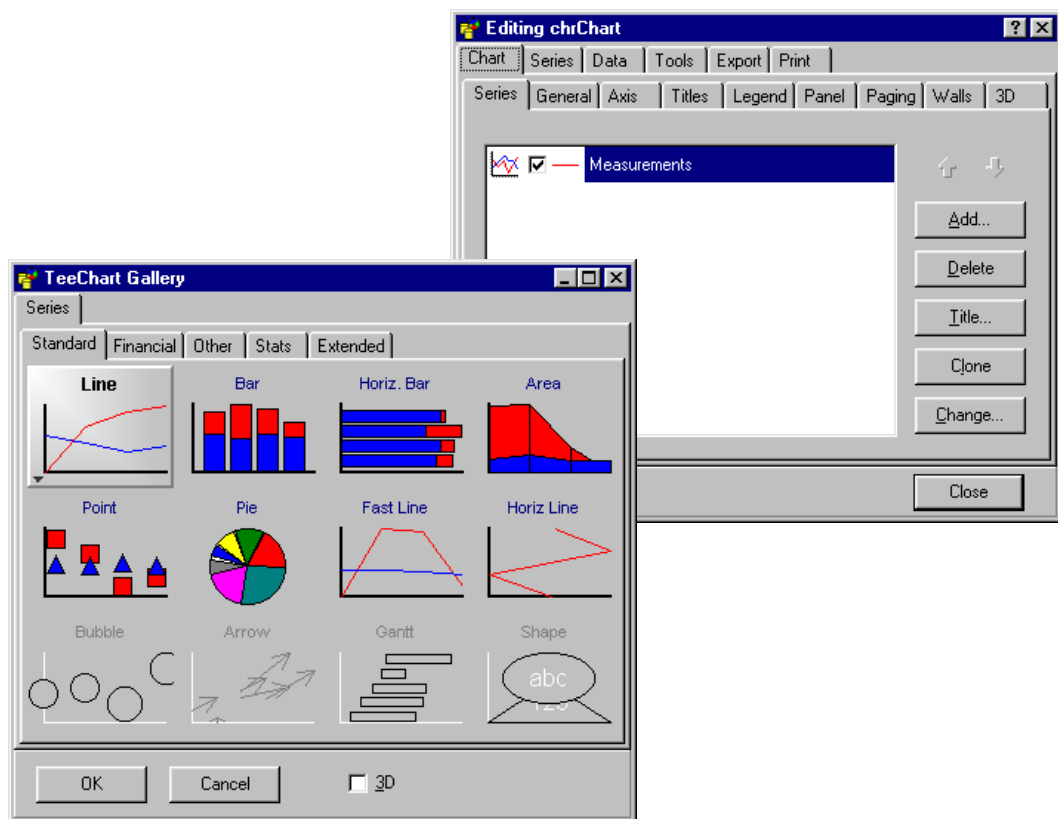 Editing chrChart
Chart Series Data Tools Export Print
Series General Axis Titles Legend Panel Paging Walls 3D
Measurements
Add...
Delete
Title...
Clone
Change...
Close
TeeChart Gallery
Series
Standard Financial Other Stats Extended
Line Bar Horiz. Bar Area
Point Pie Fast Line Horiz Line
Bubble Arrow Gantt Shape
abc
123
OK Cancel 3D